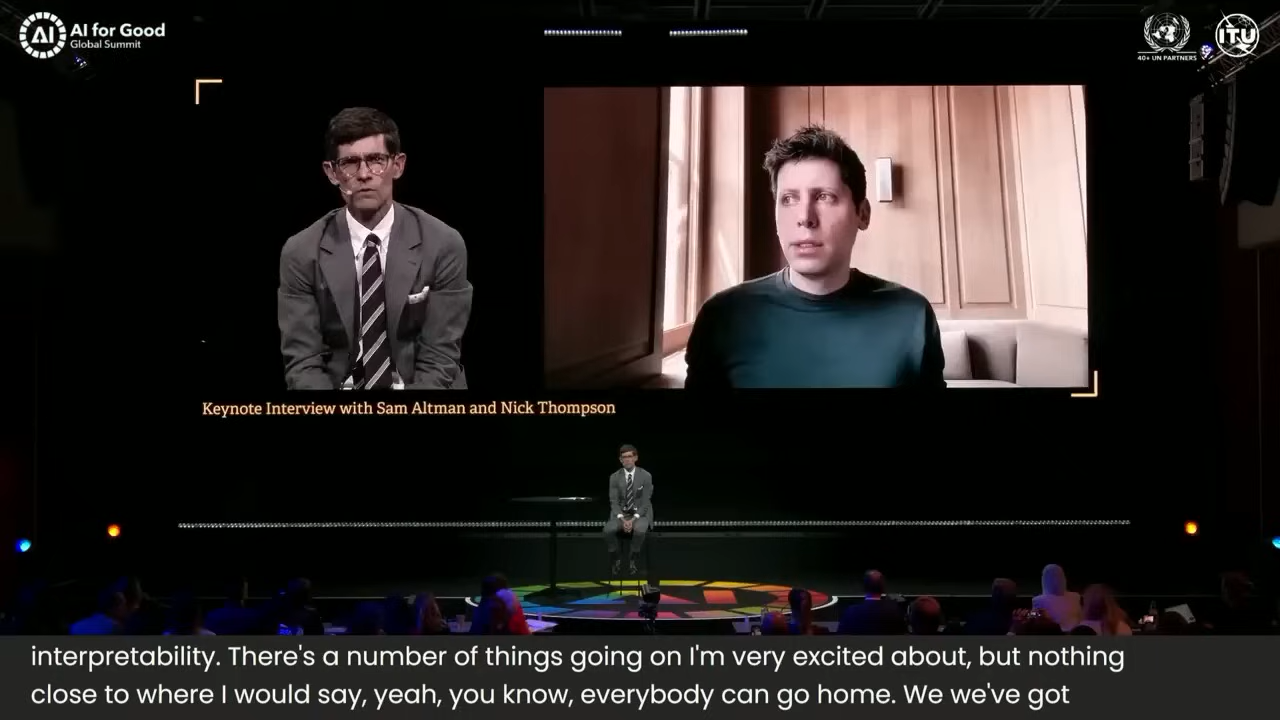 AI for Good
Global Summit
AI
40+ UN PARTNERS
ITU
Keynote Interview with Sam Altman and Nick Thompson
interpretability. There's a number of things going on I'm very excited about, but nothing
close to where I would say, yeah, you know, everybody can go home. We we've got